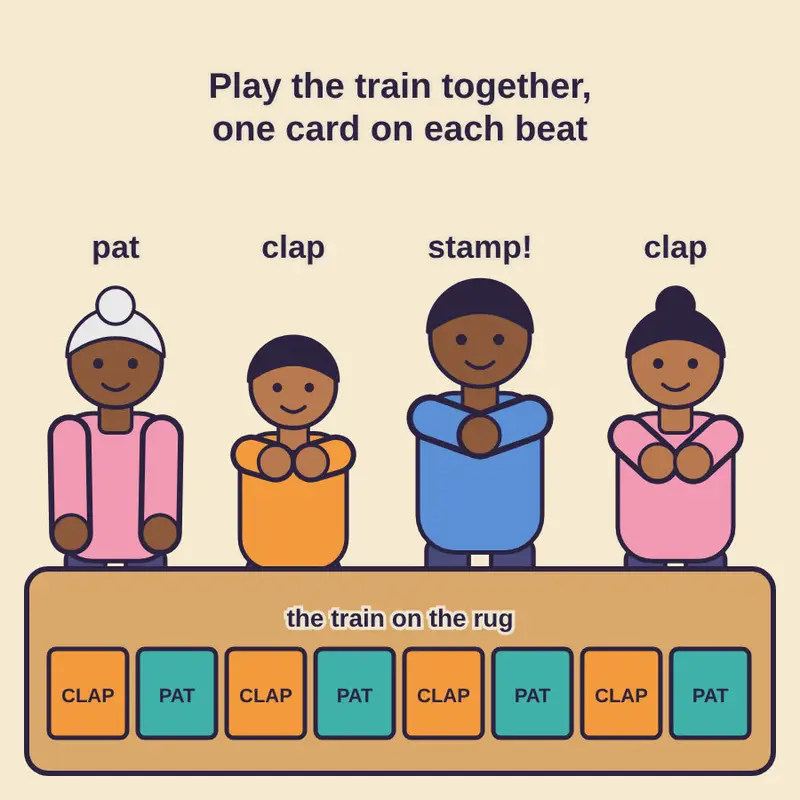 Play the train together,
one card on each beat
pat clap stamp! clap
the train on the rug
CLAP PAT CLAP PAT CLAP PAT CLAP PAT